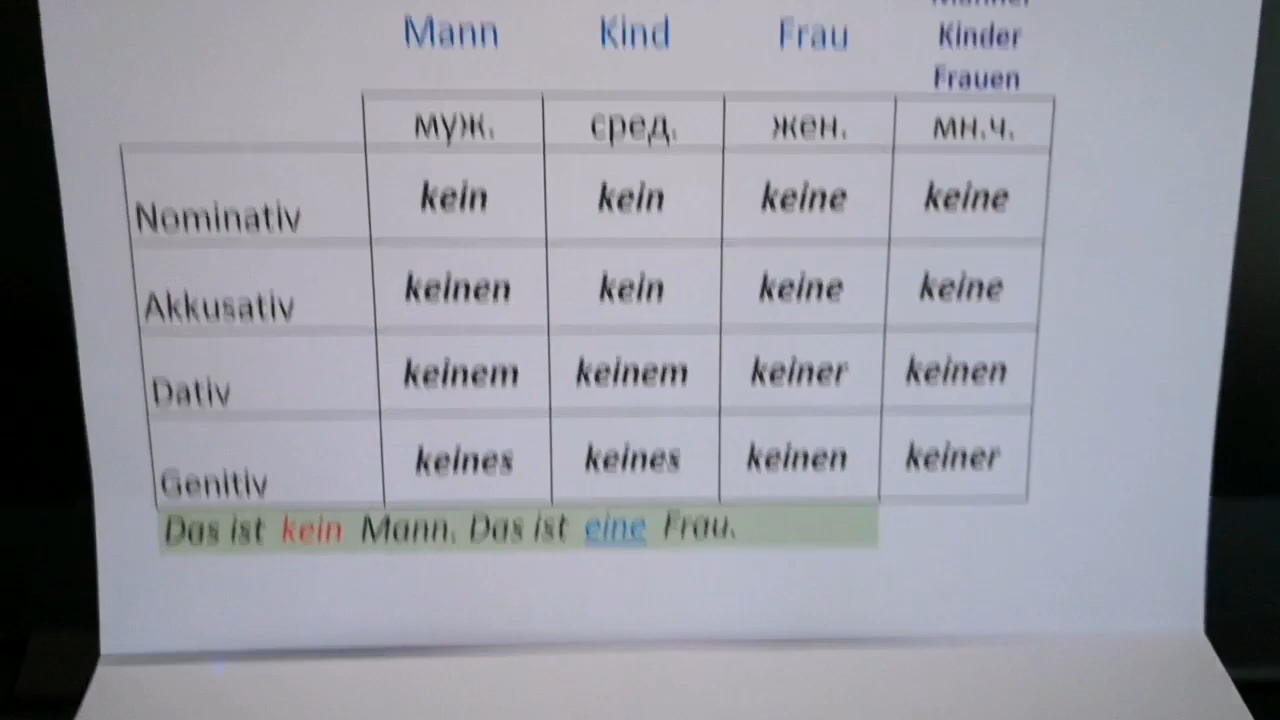 Männer
Mann Kind Frau Kinder
Frauen
муж. сред. жен. мн.ч.
Nominativ kein kein keine keine
Akkusativ keinen kein keine keine
Dativ keinem keinem keiner keinen
Genitiv keines keines keinen keiner
Das ist kein Mann. Das ist eine Frau.